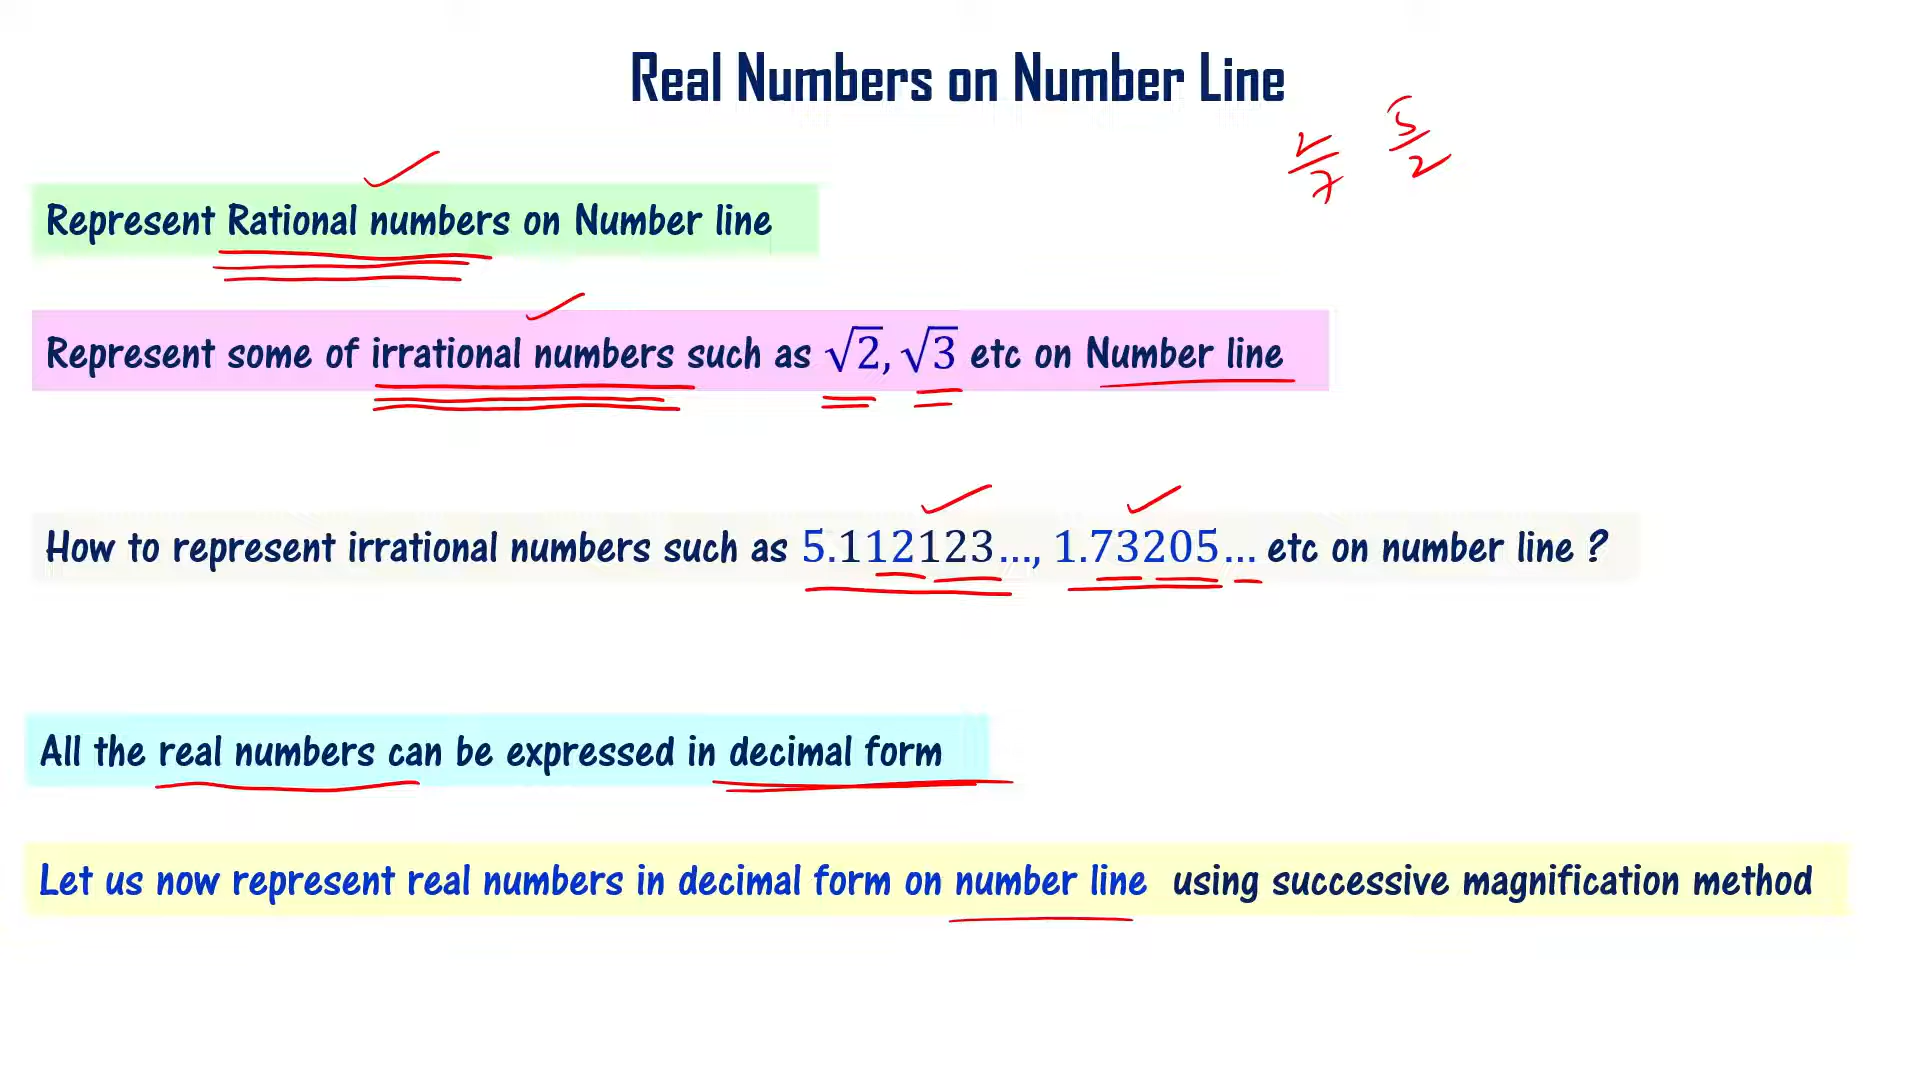 Real Numbers on Number Line
2/7 5/2
Represent Rational numbers on Number line
Represent some of irrational numbers such as √2, √3 etc on Number line
How to represent irrational numbers such as 5.112123..., 1.73205... etc on number line ?
All the real numbers can be expressed in decimal form
Let us now represent real numbers in decimal form on number line using successive magnification method